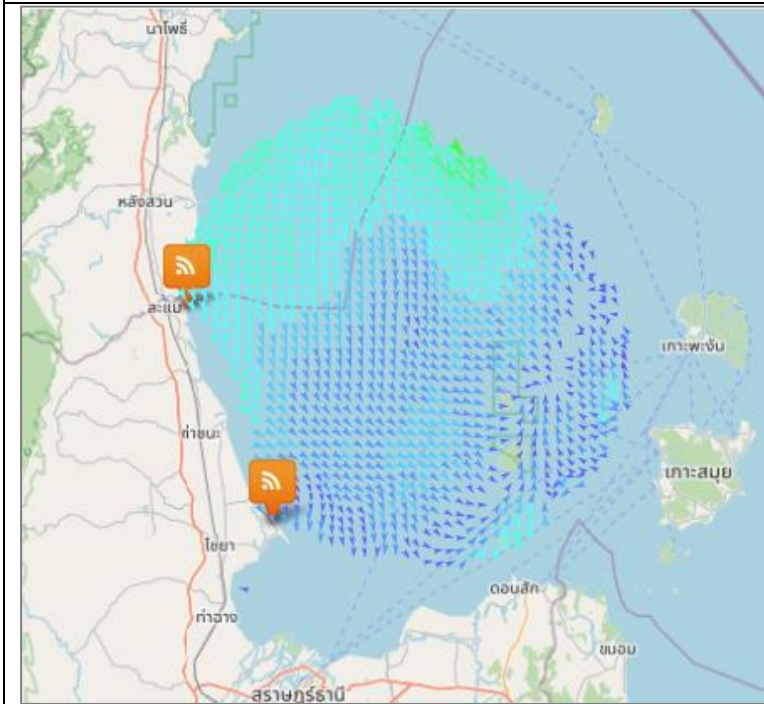 นาโพธิ์
หลังสวน
ละแม
เกาะพะงัน
ท่าชนะ
เกาะสมุย
ไชยา
ดอนสัก
ท่าฉาง
ขนอม
สุราษฎร์ธานี